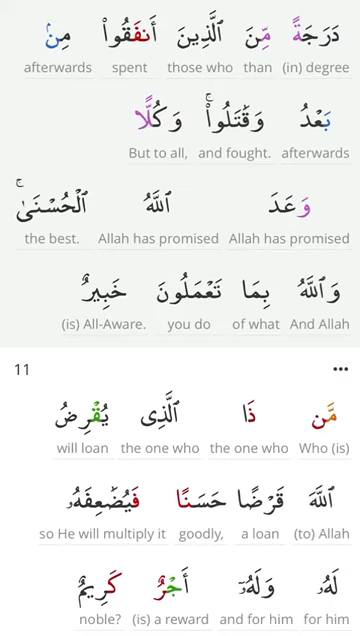 دَرَجَةً مِّنَ ٱلَّذِينَ أَنفَقُوا۟ مِنۢ
(in) degree than those who spent afterwards
بَعْدُ وَقَـٰتَلُوا۟ ۚ وَكُلًّا
afterwards and fought. But to all,
وَعَدَ ٱللَّهُ ٱلْحُسْنَىٰ ۚ
Allah has promised Allah has promised the best.
وَٱللَّهُ بِمَا تَعْمَلُونَ خَبِيرٌ
And Allah of what you do (is) All-Aware.
11
مَّن ذَا ٱلَّذِى يُقْرِضُ
Who (is) the one who the one who will loan
ٱللَّهَ قَرْضًا حَسَنًا فَيُضَـٰعِفَهُۥ
(to) Allah a loan goodly, so He will multiply it
لَهُۥ وَلَهُۥٓ أَجْرٌ كَرِيمٌ
for him and for him (is) a reward noble?